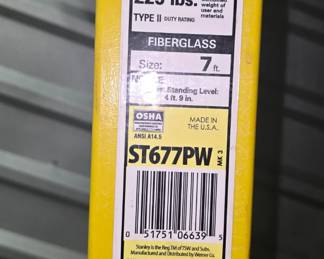 225 lbs.
weight of
user and
materials
TYPE II DUTY RATING
FIBERGLASS
Size: 7 ft.
Standing Level:
4 ft. 9 in.
OSHA
ANSI A14.5
MADE IN
THE U.S.A.
ST677PW MK 3
0 51751 06639 5
Stanley is the Reg TM of TSW and Subs.
Manufactured and Distributed by Werner Co.